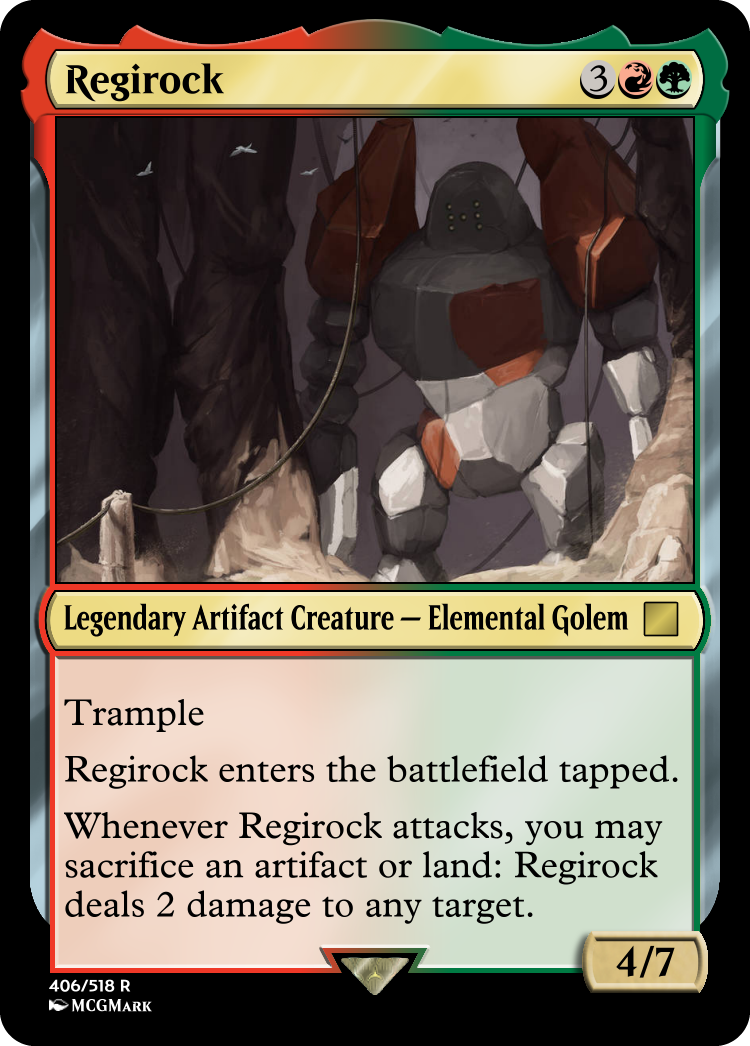 Regirock 3
Legendary Artifact Creature — Elemental Golem
Trample
Regirock enters the battlefield tapped.
Whenever Regirock attacks, you may
sacrifice an artifact or land: Regirock
deals 2 damage to any target.
4/7
406/518 R
MCGMark